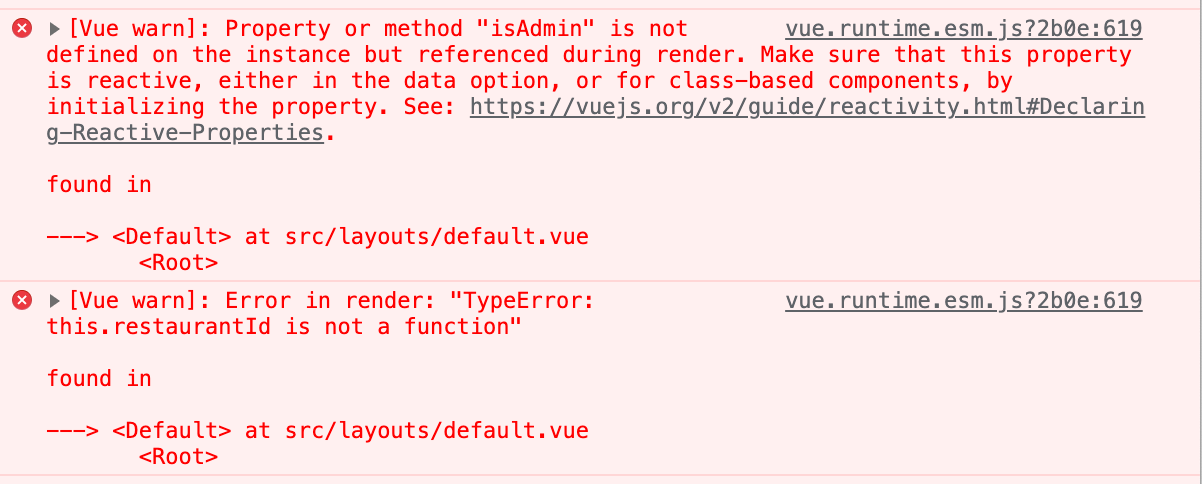 [Vue warn]: Property or method "isAdmin" is not vue.runtime.esm.js?2b0e:619
defined on the instance but referenced during render. Make sure that this property
is reactive, either in the data option, or for class-based components, by
initializing the property. See: https://vuejs.org/v2/guide/reactivity.html#Declarin
g-Reactive-Properties.
found in
---> <Default> at src/layouts/default.vue
<Root>
[Vue warn]: Error in render: "TypeError: vue.runtime.esm.js?2b0e:619
this.restaurantId is not a function"
found in
---> <Default> at src/layouts/default.vue
<Root>